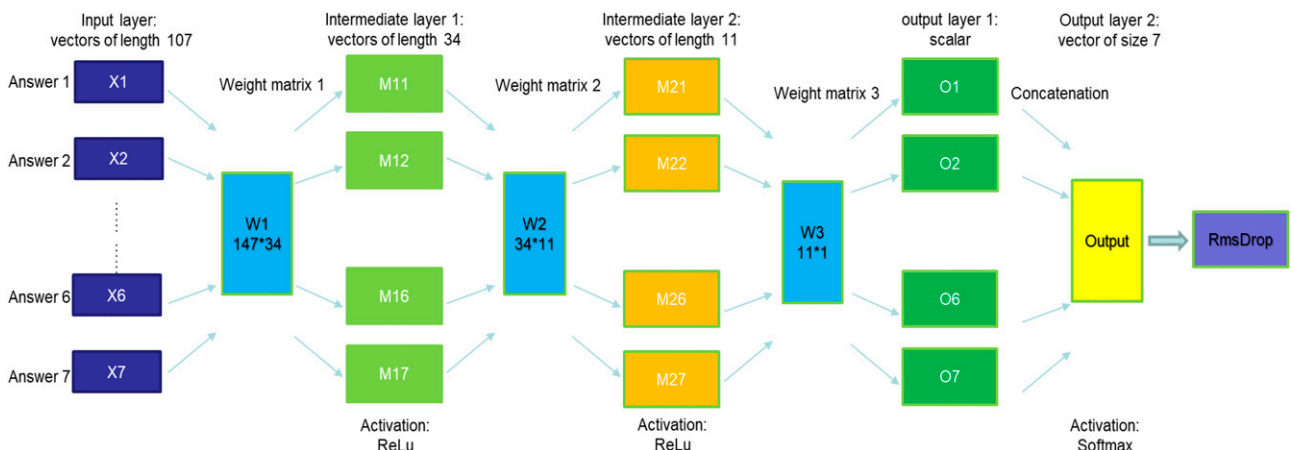 Input layer:
vectors of length 107
Intermediate layer 1:
vectors of length 34
Intermediate layer 2:
vectors of length 11
output layer 1:
scalar
Output layer 2:
vector of size 7
Answer 1
X1
Weight matrix 1
M11
Weight matrix 2
M21
Weight matrix 3
O1
Concatenation
Answer 2
X2
M12
M22
O2
W1
147*34
W2
34*11
W3
11*1
Output
RmsDrop
Answer 6
X6
M16
M26
O6
Answer 7
X7
M17
M27
O7
Activation:
ReLu
Activation:
ReLu
Activation:
Softmax